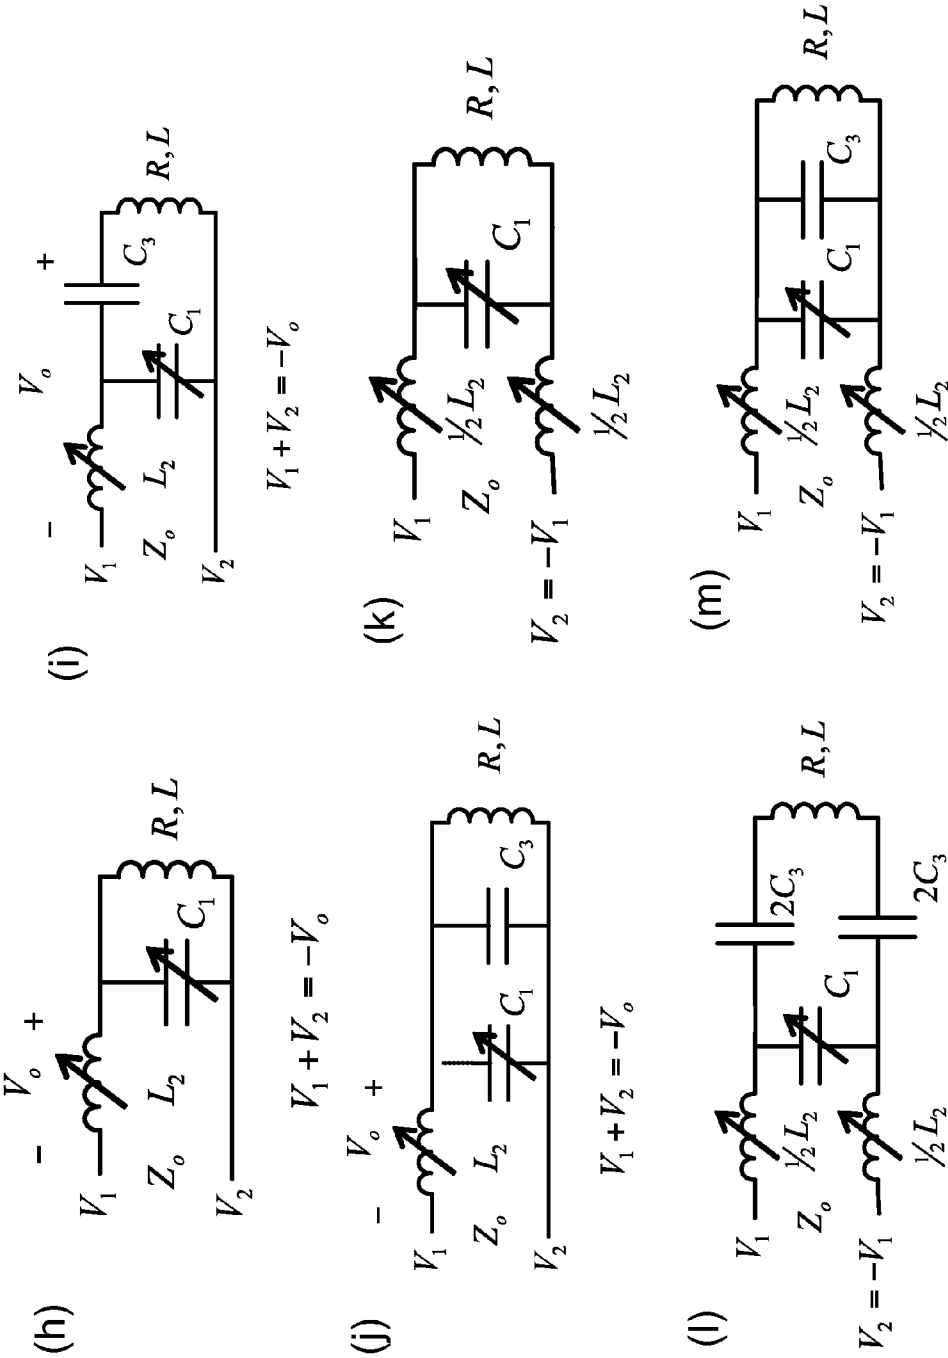 (h)
− V_o +
V_1
L_2
C_1
R, L
Z_o
V_2
V_1 + V_2 = −V_o
(i)
− V_o +
V_1
L_2
C_1
C_3
R, L
Z_o
V_2
V_1 + V_2 = −V_o
(j)
− V_o +
V_1
L_2
C_1
C_3
R, L
Z_o
V_2
V_1 + V_2 = −V_o
(k)
V_1
½L_2
C_1
R, L
Z_o
½L_2
V_2 = −V_1
(l)
V_1
½L_2
2C_3
C_1
R, L
Z_o
½L_2
2C_3
V_2 = −V_1
(m)
V_1
½L_2
C_1
C_3
R, L
Z_o
½L_2
V_2 = −V_1